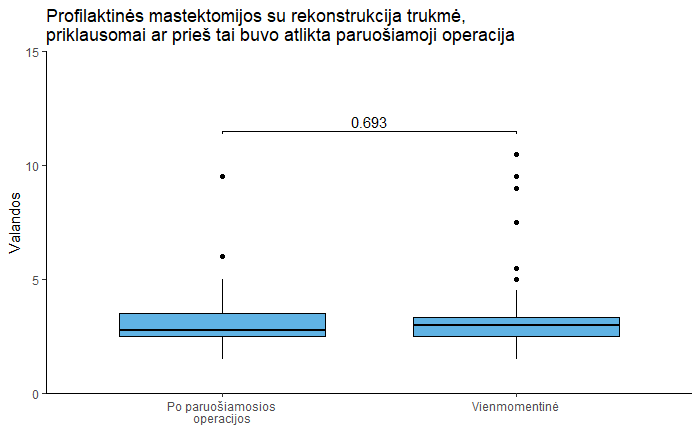 Profilaktinės mastektomijos su rekonstrukcija trukmė,
priklausomai ar prieš tai buvo atlikta paruošiamoji operacija
15
0.693
10
Valandos
5
0
Po paruošiamosios
operacijos
Vienmomentinė